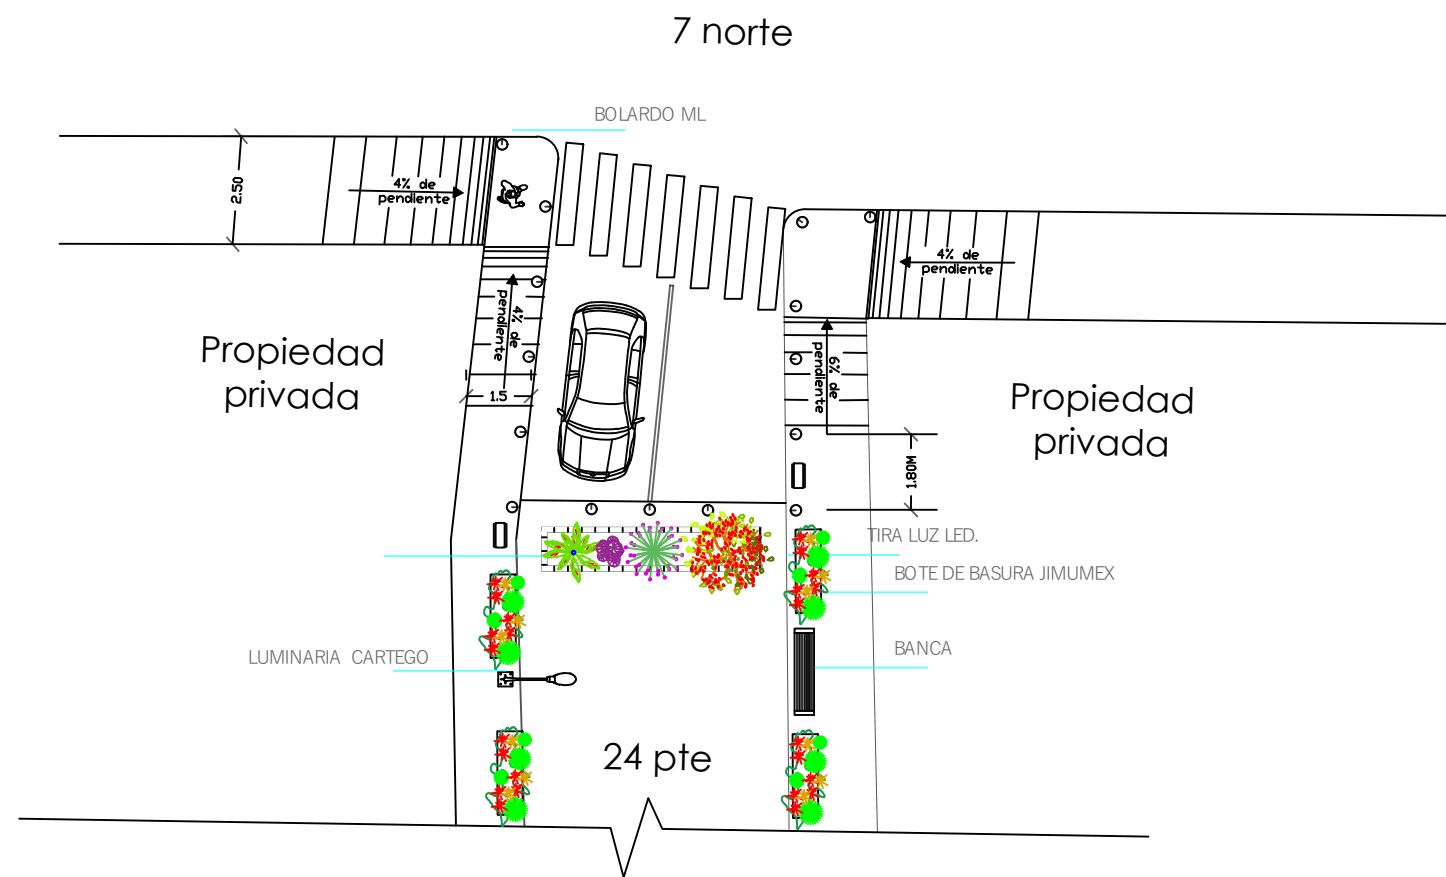 7 norte
BOLARDO ML
2.50
4% de
pendiente
4% de
pendiente
4% de
pendiente
Propiedad
privada
6% de
pendiente
Propiedad
privada
1.5
1.80M
TIRA LUZ LED.
BOTE DE BASURA JIMUMEX
BANCA
LUMINARIA CARTEGO
24 pte